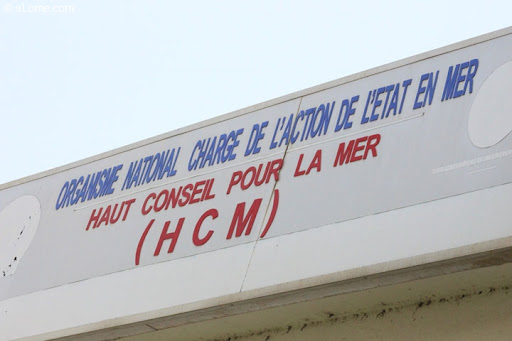 © aLome.com
ORGANISME NATIONAL CHARGE DE L'ACTION DE L'ETAT EN MER
HAUT CONSEIL POUR LA MER
(HCM)